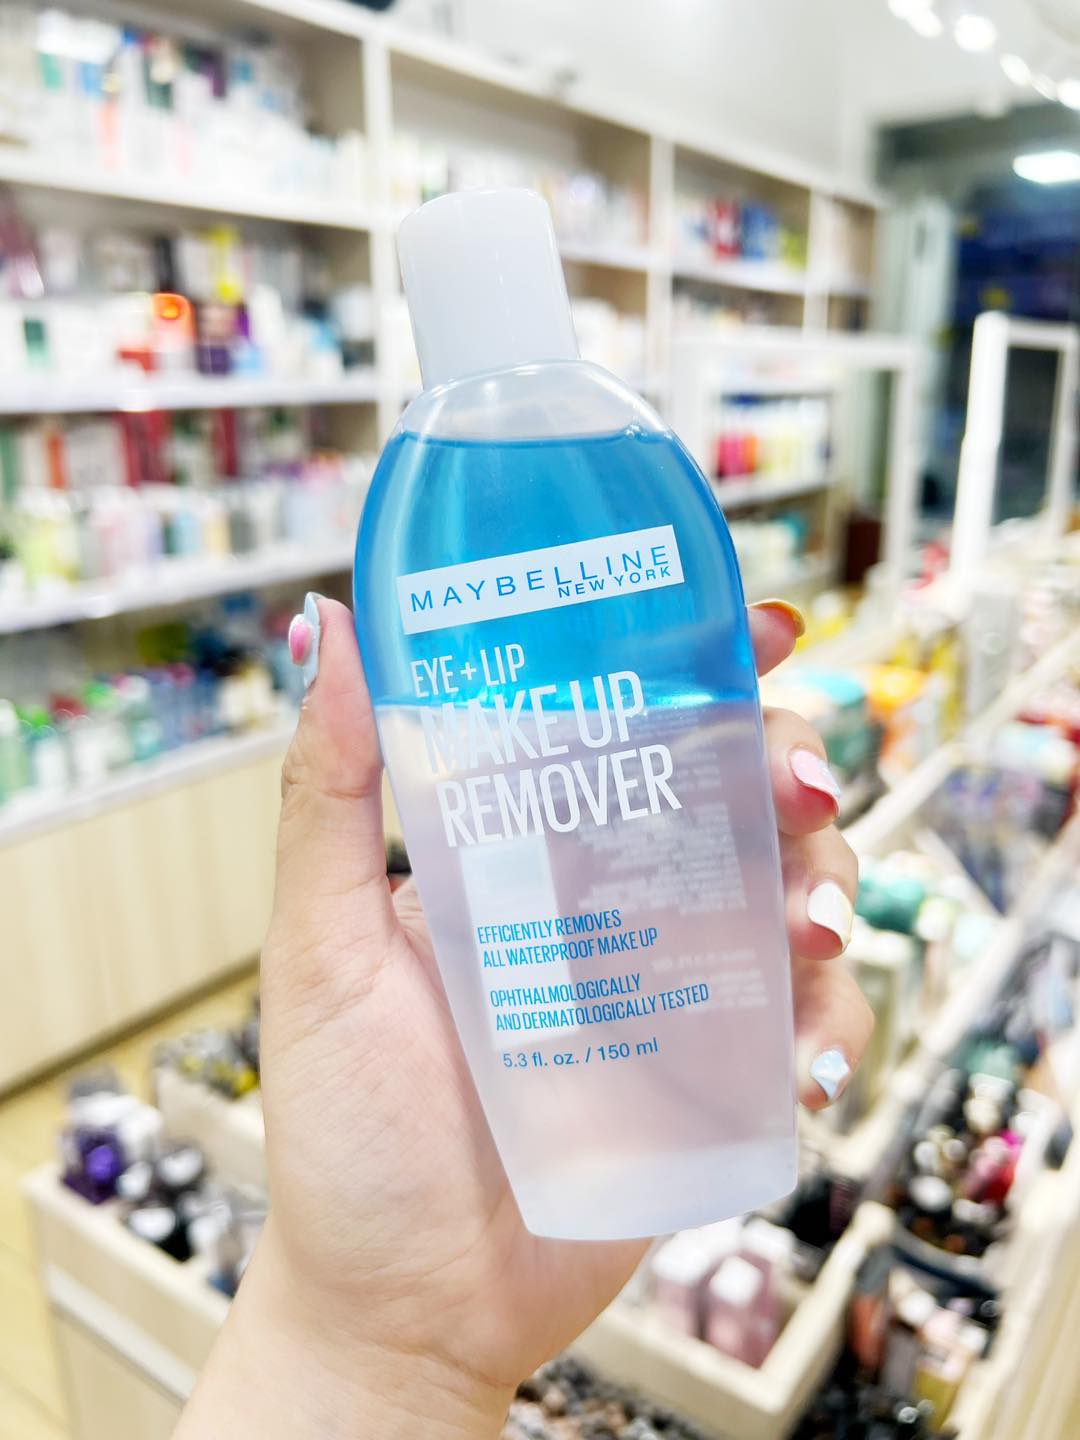 MAYBELLINE
NEW YORK
EYE + LIP
MAKE UP
REMOVER
EFFICIENTLY REMOVES
ALL WATERPROOF MAKE UP
OPHTHALMOLOGICALLY
AND DERMATOLOGICALLY TESTED
5.3 fl. oz. / 150 ml